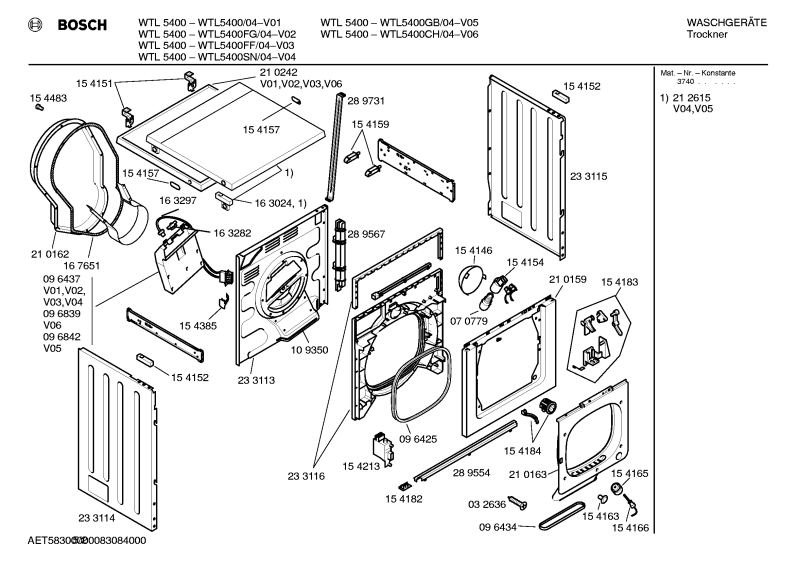 BOSCH
WTL 5400 – WTL5400/04–V01
WTL 5400 – WTL5400FG/04–V02
WTL 5400 – WTL5400FF/04–V03
WTL 5400 – WTL5400SN/04–V04
WTL 5400 – WTL5400GB/04–V05
WTL 5400 – WTL5400CH/04–V06
WASCHGERÄTE
Trockner
Mat. – Nr. – Konstante
3740 . . . . . .
1) 21 2615
V04,V05
15 4151
21 0242
V01,V02,V03,V06
15 4483
28 9731
15 4152
15 4157
15 4159
1)
15 4157
23 3115
16 3297
16 3024, 1)
16 3282
28 9567
21 0162
16 7651
15 4146
15 4154
21 0159
15 4183
09 6437
V01,V02,
V03,V04
09 6839
V06
09 6842
V05
15 4385
07 0779
10 9350
15 4152
23 3113
09 6425
15 4184
15 4213
23 3116
28 9554
21 0163
15 4165
15 4182
03 2636
23 3114
09 6434
15 4163
15 4166